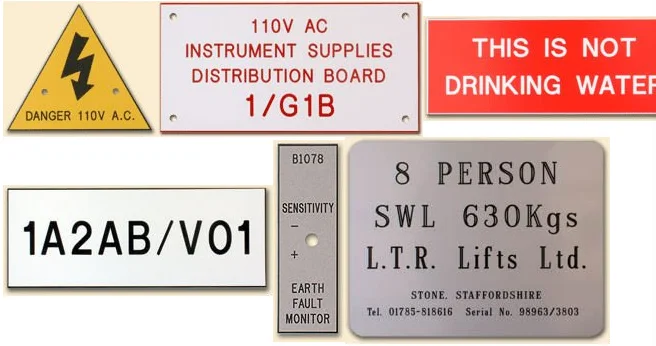 DANGER 110V A.C.
110V AC
INSTRUMENT SUPPLIES
DISTRIBUTION BOARD
1/G1B
THIS IS NOT
DRINKING WATER
1A2AB/V01
B1078
SENSITIVITY
-
+
EARTH
FAULT
MONITOR
8 PERSON
SWL 630Kgs
L.T.R. Lifts Ltd.
STONE, STAFFORDSHIRE
Tel. 01785-818616 Serial No. 98963/3803